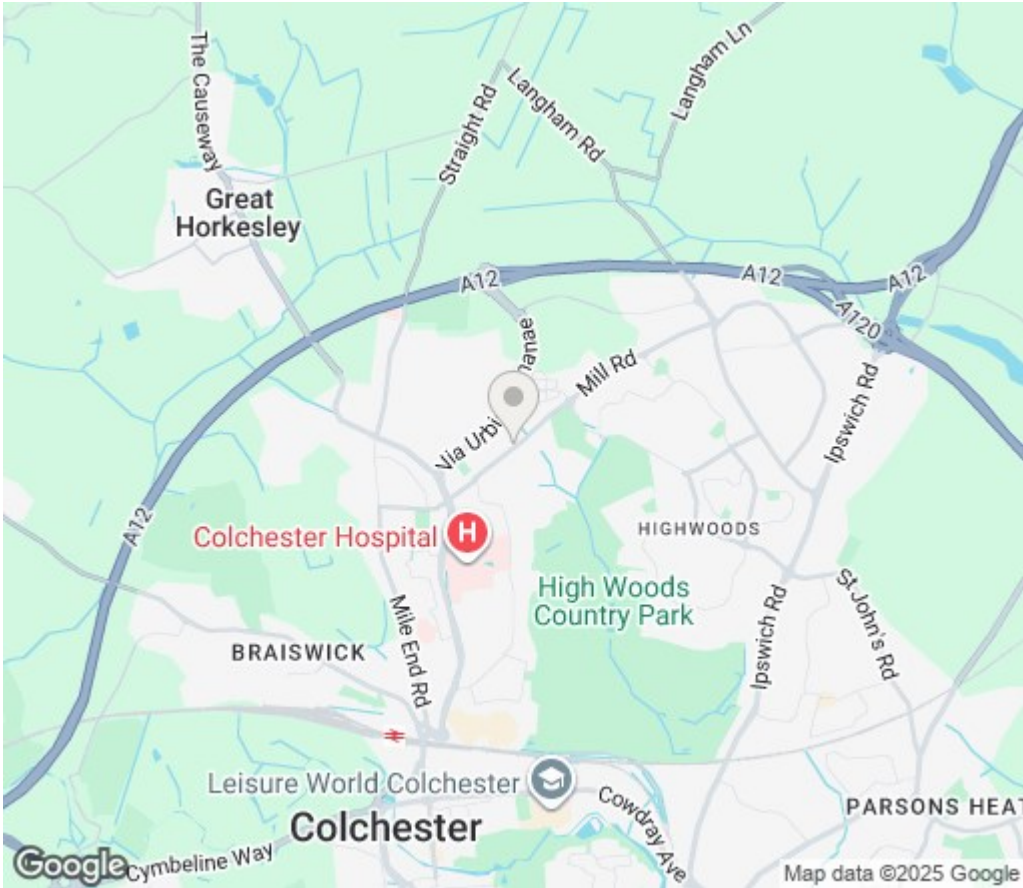 The Causeway
Langham Ln
Straight Rd
Langham Rd
Great
Horkesley
A12
A12
A12
A120
nanae
Mill Rd
Via Urbi
Ipswich Rd
A12
Colchester Hospital
H
HIGHWOODS
High Woods
Country Park
St John's Rd
Mile End Rd
Ipswich Rd
BRAISWICK
Leisure World Colchester
Cowdray Ave
PARSONS HEAT
Colchester
Google
Cymbeline Way
Map data ©2025 Google